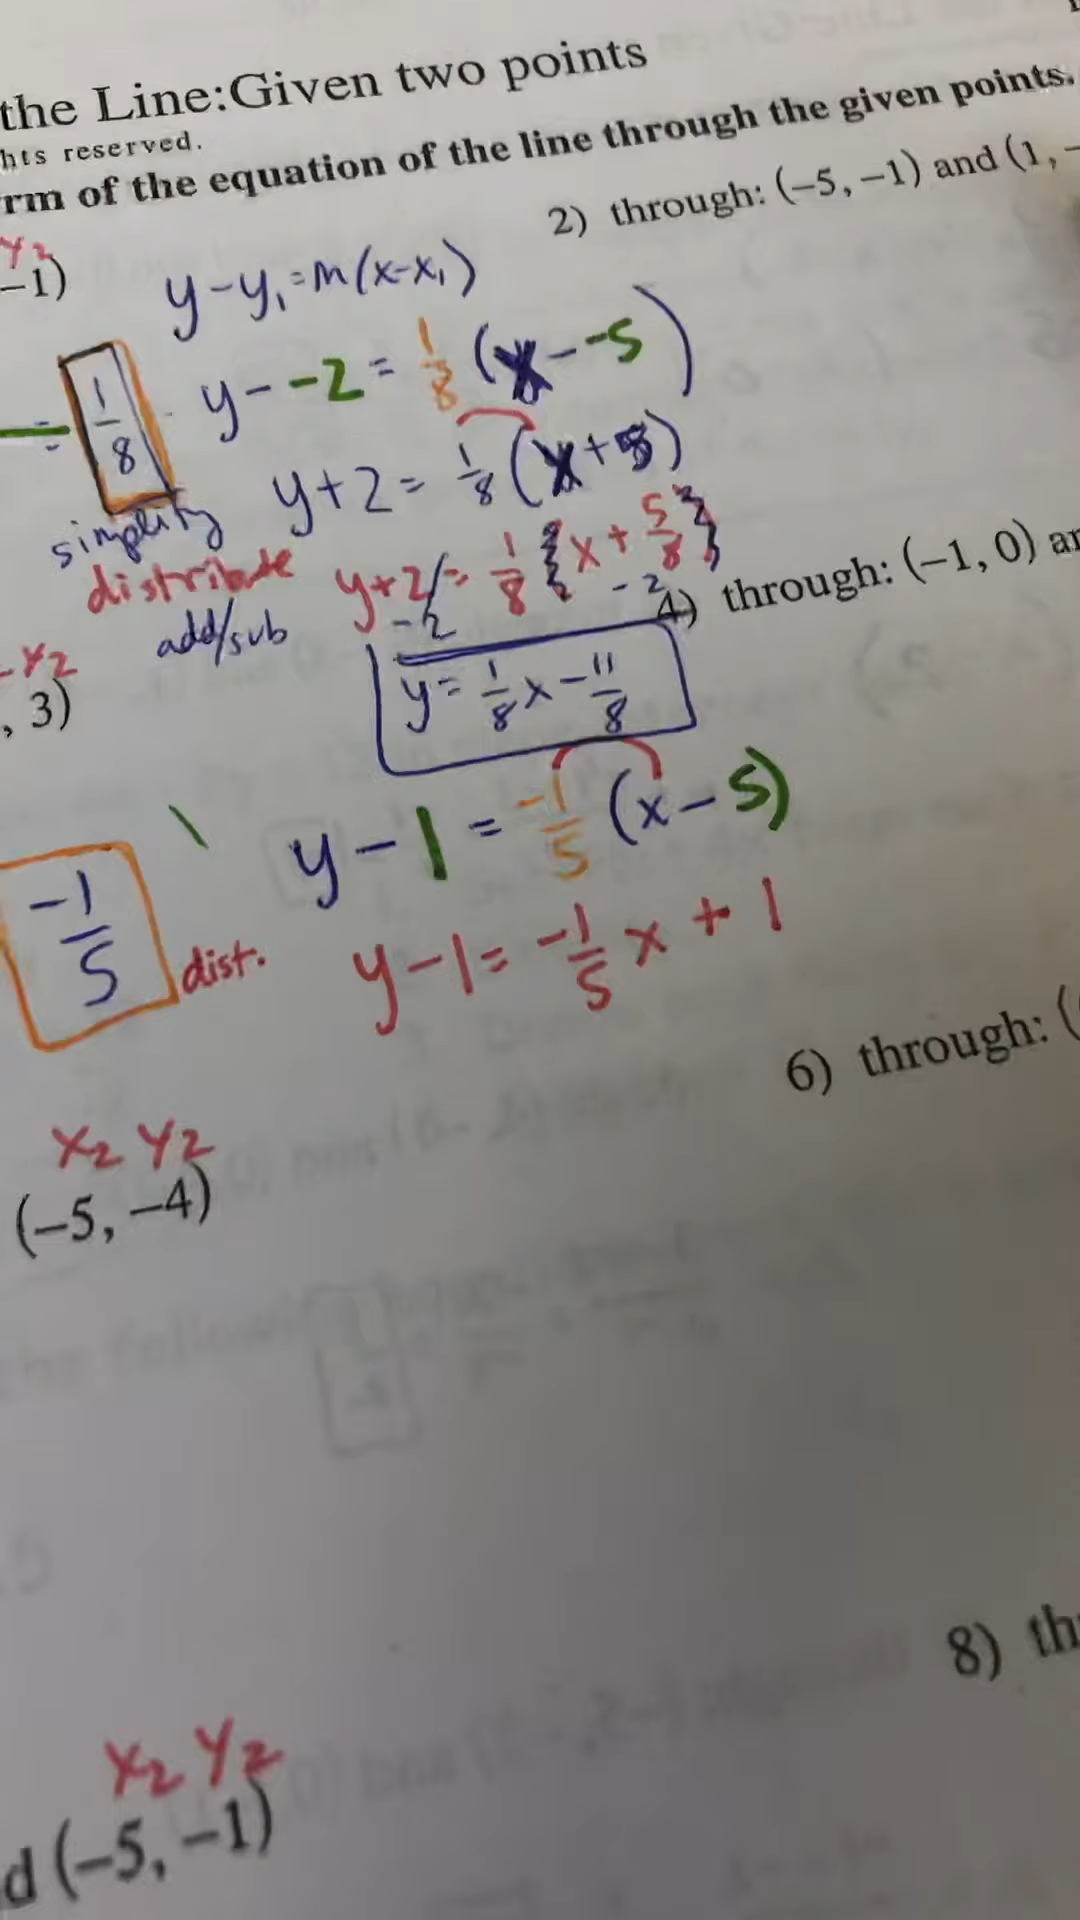 the Line:Given two points
hts reserved.
rm of the equation of the line through the given points.
2) through: (−5, −1) and (1, −
Y2
−1)
y-y₁=m(x-x₁)
= 1/8
y--2= 1/8 (x--5)
y+2= 1/8 (x+5)
simplify
distribute
y+2= 1/8 {x + 5/8}
-2 -2
add/sub
4) through: (−1, 0) an
y= 1/8 x - 11/8
-X2
, 3)
y-1 = -1/5 (x-5)
-1/5
dist.
y-1= -1/5 x + 1
6) through: (
X2 Y2
(−5, −4)
8) th
X2 Y2
d (−5, −1)